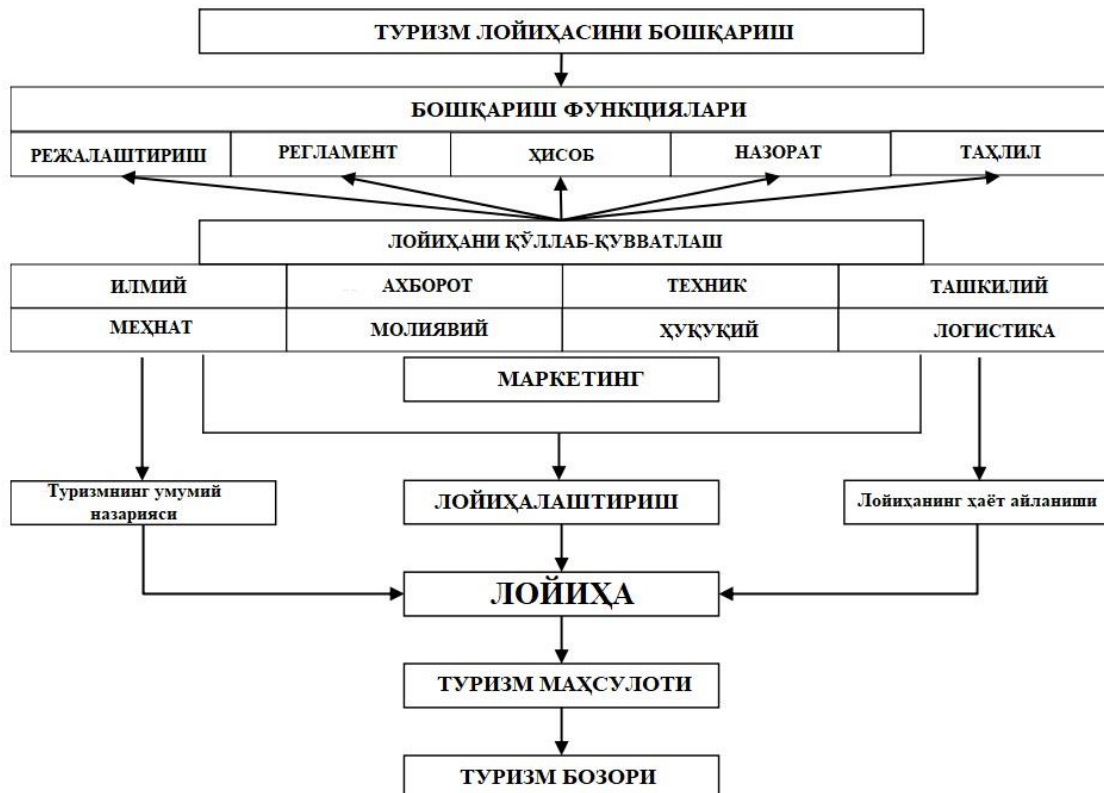 ТУРИЗМ ЛОЙИҲАСИНИ БОШҚАРИШ
БОШҚАРИШ ФУНКЦИЯЛАРИ
РЕЖАЛАШТИРИШ
РЕГЛАМЕНТ
ҲИСОБ
НАЗОРАТ
ТАҲЛИЛ
ЛОЙИҲАНИ ҚЎЛЛАБ-ҚУВВАТЛАШ
ИЛМИЙ
АХБОРОТ
ТЕХНИК
ТАШКИЛИЙ
МЕҲНАТ
МОЛИЯВИЙ
ҲУҚУҚИЙ
ЛОГИСТИКА
МАРКЕТИНГ
Туризмнинг умумий
назарияси
ЛОЙИҲАЛАШТИРИШ
Лойиҳанинг ҳаёт айланиши
ЛОЙИҲА
ТУРИЗМ МАҲСУЛОТИ
ТУРИЗМ БОЗОРИ